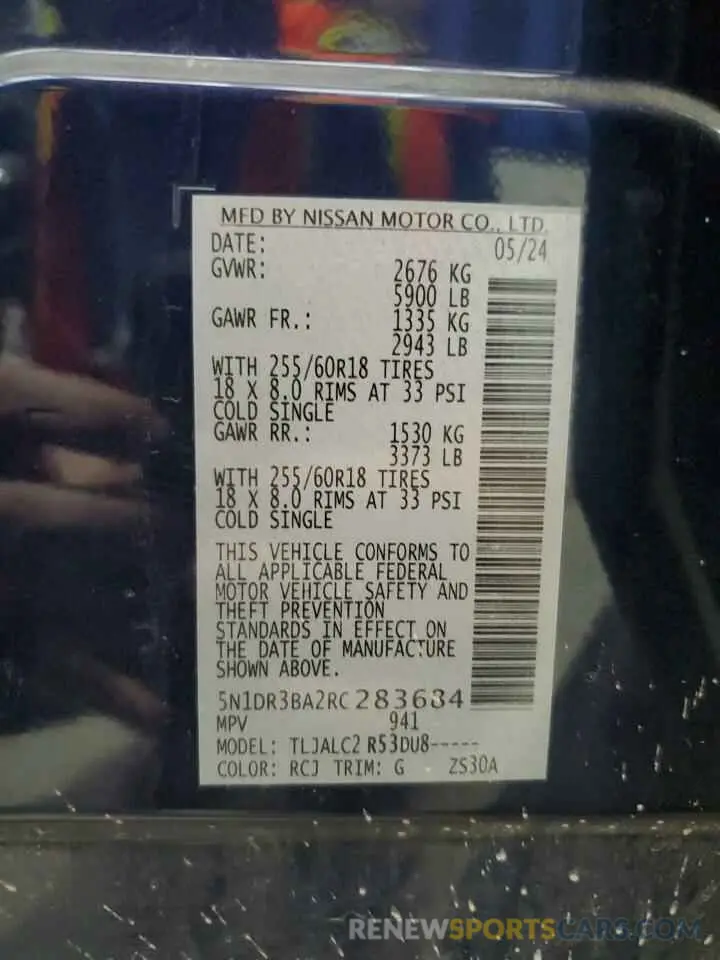 MFD BY NISSAN MOTOR CO., LTD.
DATE: 05/24
GVWR: 2676 KG
5900 LB
GAWR FR.: 1335 KG
2943 LB
WITH 255/60R18 TIRES
18 X 8.0 RIMS AT 33 PSI
COLD SINGLE
GAWR RR.: 1530 KG
3373 LB
WITH 255/60R18 TIRES
18 X 8.0 RIMS AT 33 PSI
COLD SINGLE
THIS VEHICLE CONFORMS TO
ALL APPLICABLE FEDERAL
MOTOR VEHICLE SAFETY AND
THEFT PREVENTION
STANDARDS IN EFFECT ON
THE DATE OF MANUFACTURE
SHOWN ABOVE.
5N1DR3BA2RC283634
MPV 941
MODEL: TLJALC2 R53DU8-----
COLOR: RCJ TRIM: G ZS30A
RENEWSPORTSCARS.COM